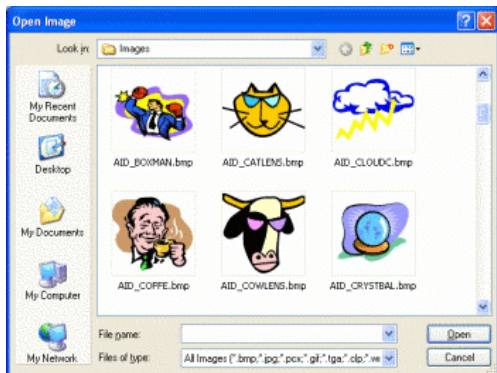 Open Image
Look in: Images
My Recent
Documents
Desktop
My Documents
My Computer
My Network
AID_BOXMAN.bmp
AID_CATLENS.bmp
AID_CLOUDC.bmp
AID_COFFE.bmp
AID_COWLENS.bmp
AID_CRYSTBAL.bmp
File name:
Open
Files of type: All Images (*.bmp;*.jpg;*.pcx;*.gif;*.tga;*.clp;*.we
Cancel